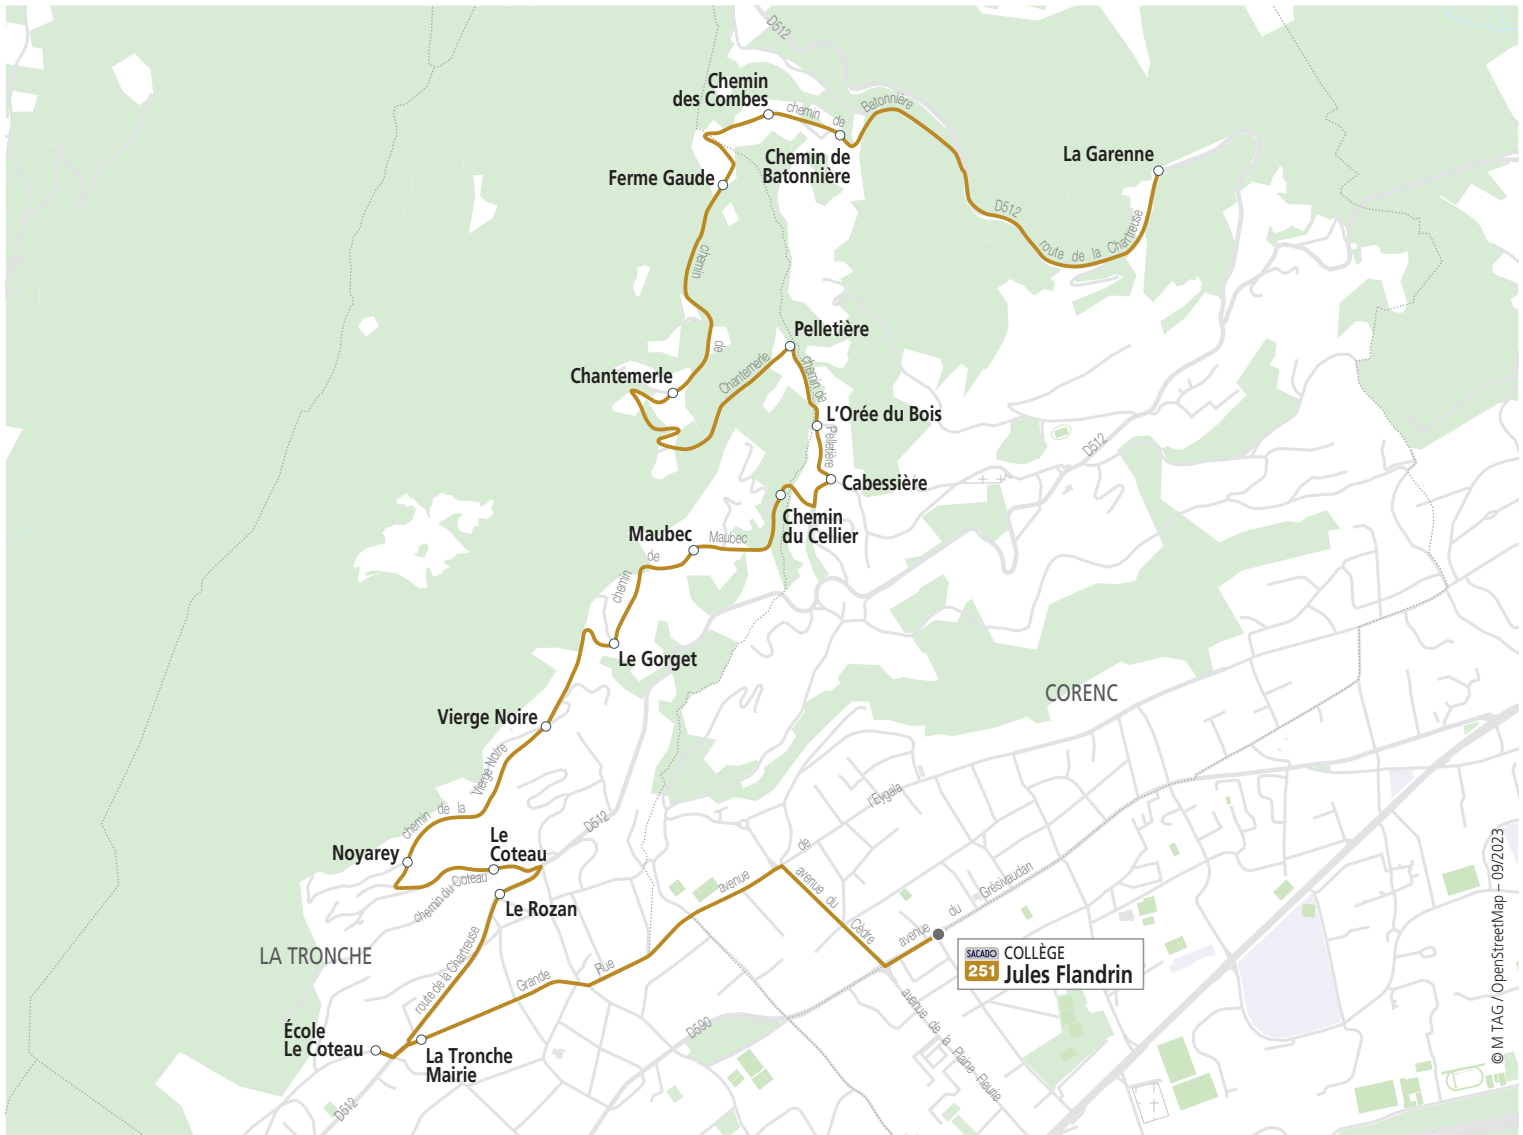 D512
Chemin
des Combes
chemin de
Batonnière
Chemin de
Batonnière
La Garenne
Ferme Gaude
D512
route de la Chartreuse
chemin
de
Chantemerle
Pelletière
Chantemerle
chemin de
Pelletière
L'Orée du Bois
D512
Cabessière
Chemin
du Cellier
Maubec
Maubec
de
chemin
Le Gorget
CORENC
Vierge Noire
Vierge Noire
chemin de la
l'Eygala
de
avenue
D512
Le
Coteau
Noyarey
chemin du Coteau
Le Rozan
avenue du Cèdre
avenue du Grésivaudan
LA TRONCHE
route de la Chartreuse
Grande Rue
SACADO
251
COLLÈGE
Jules Flandrin
avenue de la Plaine Fleurie
D590
École
Le Coteau
La Tronche
Mairie
D512
© M TAG / OpenStreetMap – 09/2023